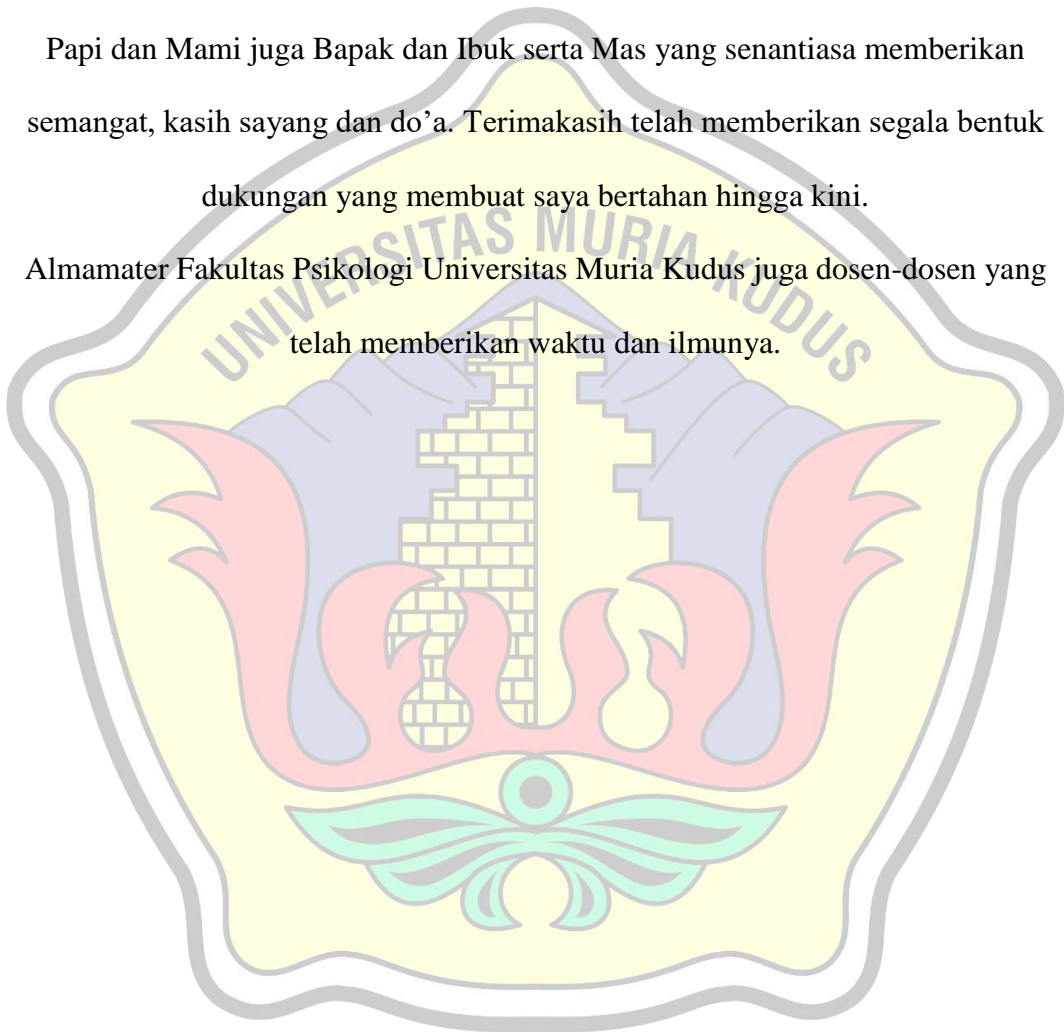 Papi dan Mami juga Bapak dan Ibuk serta Mas yang senantiasa memberikan
semangat, kasih sayang dan do’a. Terimakasih telah memberikan segala bentuk
dukungan yang membuat saya bertahan hingga kini.
UNIVERSITAS MURIA KUDUS
Almamater Fakultas Psikologi Universitas Muria Kudus juga dosen-dosen yang
telah memberikan waktu dan ilmunya.